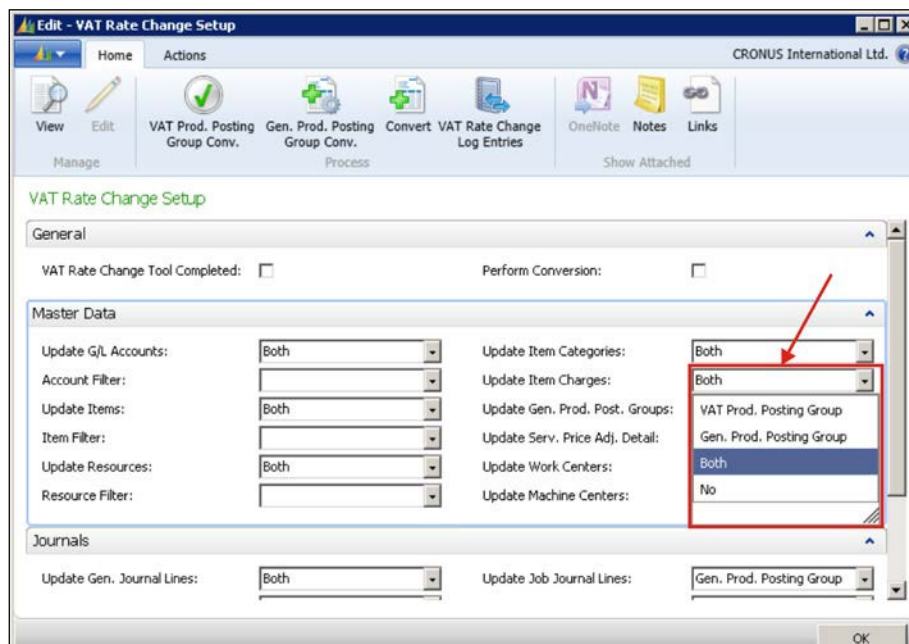 Edit - VAT Rate Change Setup
Home Actions CRONUS International Ltd.
View Edit VAT Prod. Posting Group Conv. Gen. Prod. Posting Group Conv. Convert VAT Rate Change Log Entries OneNote Notes Links
Manage Process Show Attached
VAT Rate Change Setup
General
VAT Rate Change Tool Completed: Perform Conversion:
Master Data
Update G/L Accounts: Both Update Item Categories: Both
Account Filter: Update Item Charges: Both
Update Items: Both Update Gen. Prod. Post. Groups: VAT Prod. Posting Group
Item Filter: Update Serv. Price Adj. Detail: Gen. Prod. Posting Group
Update Resources: Both Update Work Centers: Both
Resource Filter: Update Machine Centers: No
Journals
Update Gen. Journal Lines: Both Update Job Journal Lines: Gen. Prod. Posting Group
OK